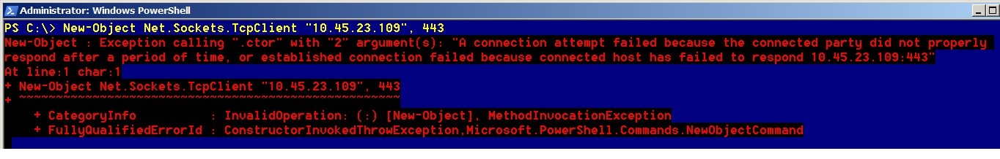 Administrator: Windows PowerShell
PS C:\> New-Object Net.Sockets.TcpClient "10.45.23.109", 443
New-Object : Exception calling ".ctor" with "2" argument(s): "A connection attempt failed because the connected party did not properly
respond after a period of time, or established connection failed because connected host has failed to respond 10.45.23.109:443"
At line:1 char:1
+ New-Object Net.Sockets.TcpClient "10.45.23.109", 443
+ ~~~~~~~~~~~~~~~~~~~~~~~~~~~~~~~~~~~~~~~~~~~~~~~~~~~~
    + CategoryInfo          : InvalidOperation: (:) [New-Object], MethodInvocationException
    + FullyQualifiedErrorId : ConstructorInvokedThrowException,Microsoft.PowerShell.Commands.NewObjectCommand